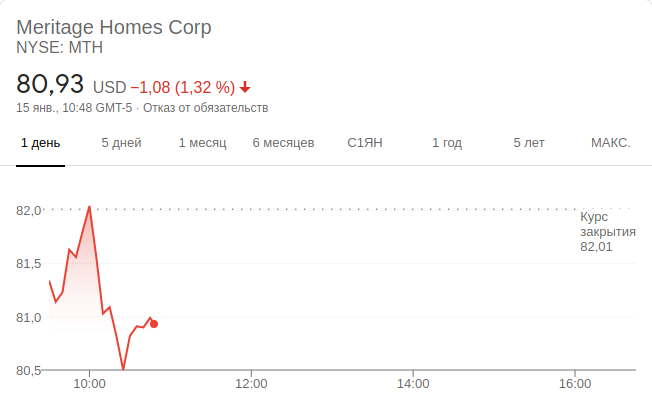 Meritage Homes Corp
NYSE: MTH
80,93 USD −1,08 (1,32 %)
15 янв., 10:48 GMT-5 · Отказ от обязательств
1 день 5 дней 1 месяц 6 месяцев С1ЯН 1 год 5 лет МАКС.
82,0
Курс
закрытия
82,01
81,5
81,0
80,5
10:00 12:00 14:00 16:00